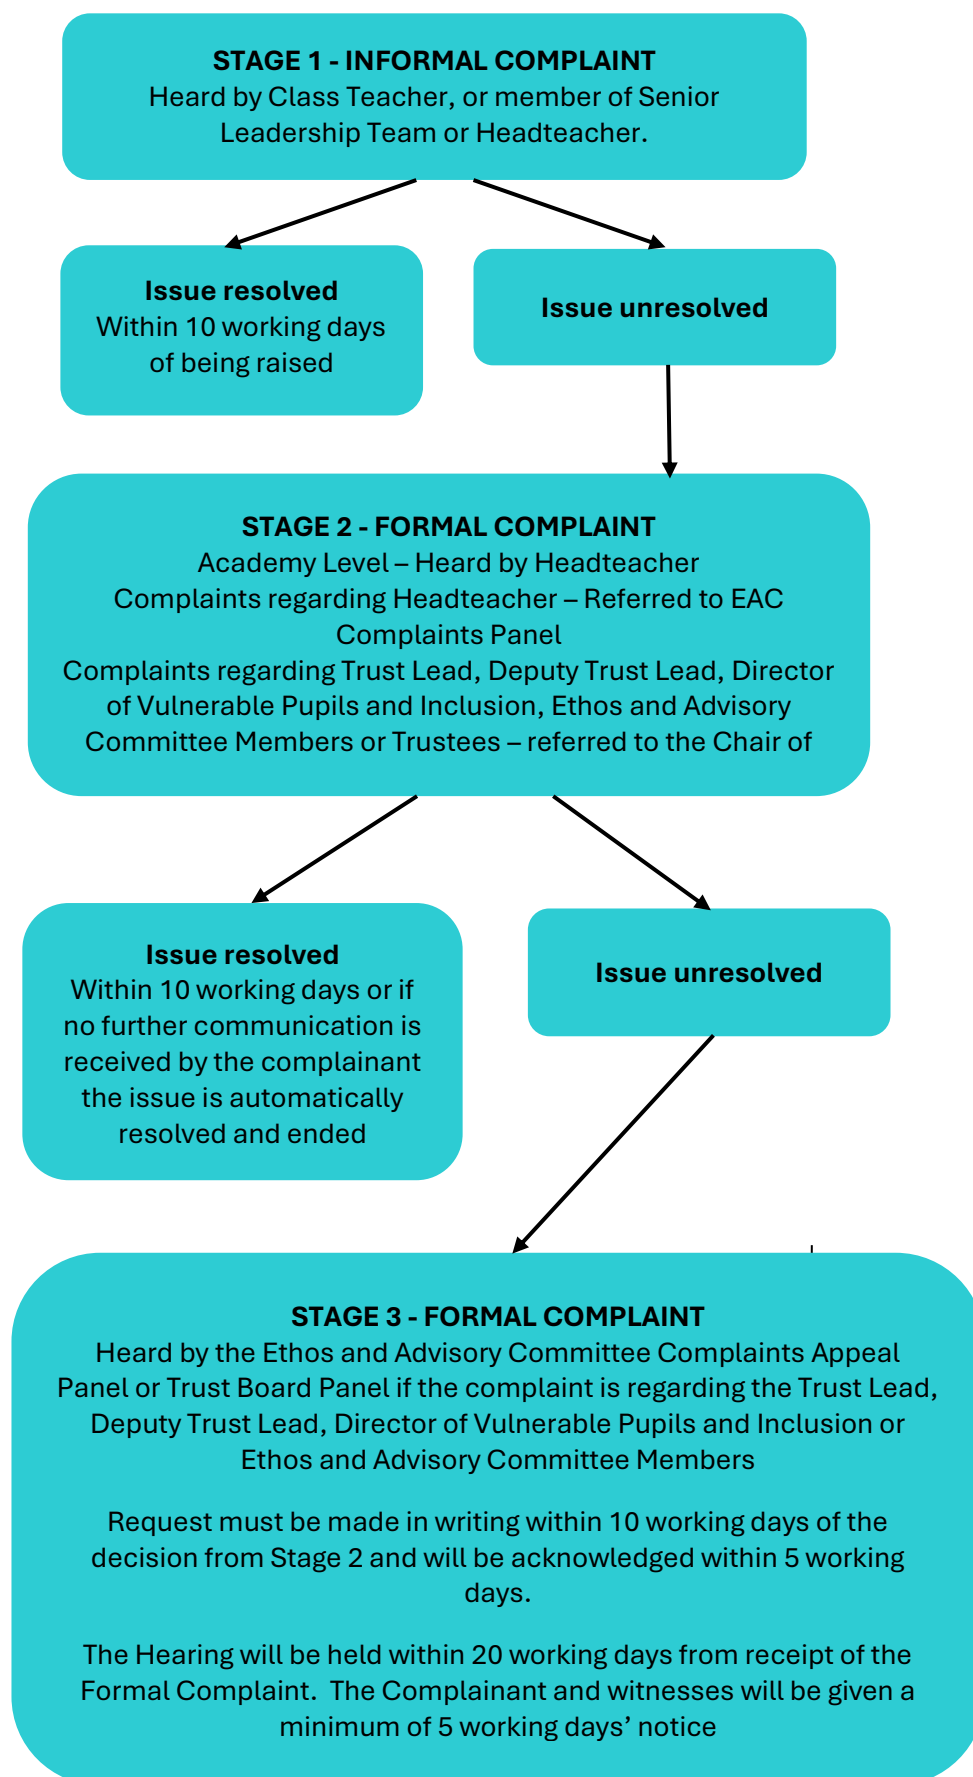 STAGE 1 - INFORMAL COMPLAINT
Heard by Class Teacher, or member of Senior
Leadership Team or Headteacher.
Issue resolved
Within 10 working days
of being raised
Issue unresolved
STAGE 2 - FORMAL COMPLAINT
Academy Level – Heard by Headteacher
Complaints regarding Headteacher – Referred to EAC
Complaints Panel
Complaints regarding Trust Lead, Deputy Trust Lead, Director
of Vulnerable Pupils and Inclusion, Ethos and Advisory
Committee Members or Trustees – referred to the Chair of
Issue resolved
Within 10 working days or if
no further communication is
received by the complainant
the issue is automatically
resolved and ended
Issue unresolved
STAGE 3 - FORMAL COMPLAINT
Heard by the Ethos and Advisory Committee Complaints Appeal
Panel or Trust Board Panel if the complaint is regarding the Trust Lead,
Deputy Trust Lead, Director of Vulnerable Pupils and Inclusion or
Ethos and Advisory Committee Members
Request must be made in writing within 10 working days of the
decision from Stage 2 and will be acknowledged within 5 working
days.
The Hearing will be held within 20 working days from receipt of the
Formal Complaint.  The Complainant and witnesses will be given a
minimum of 5 working days’ notice